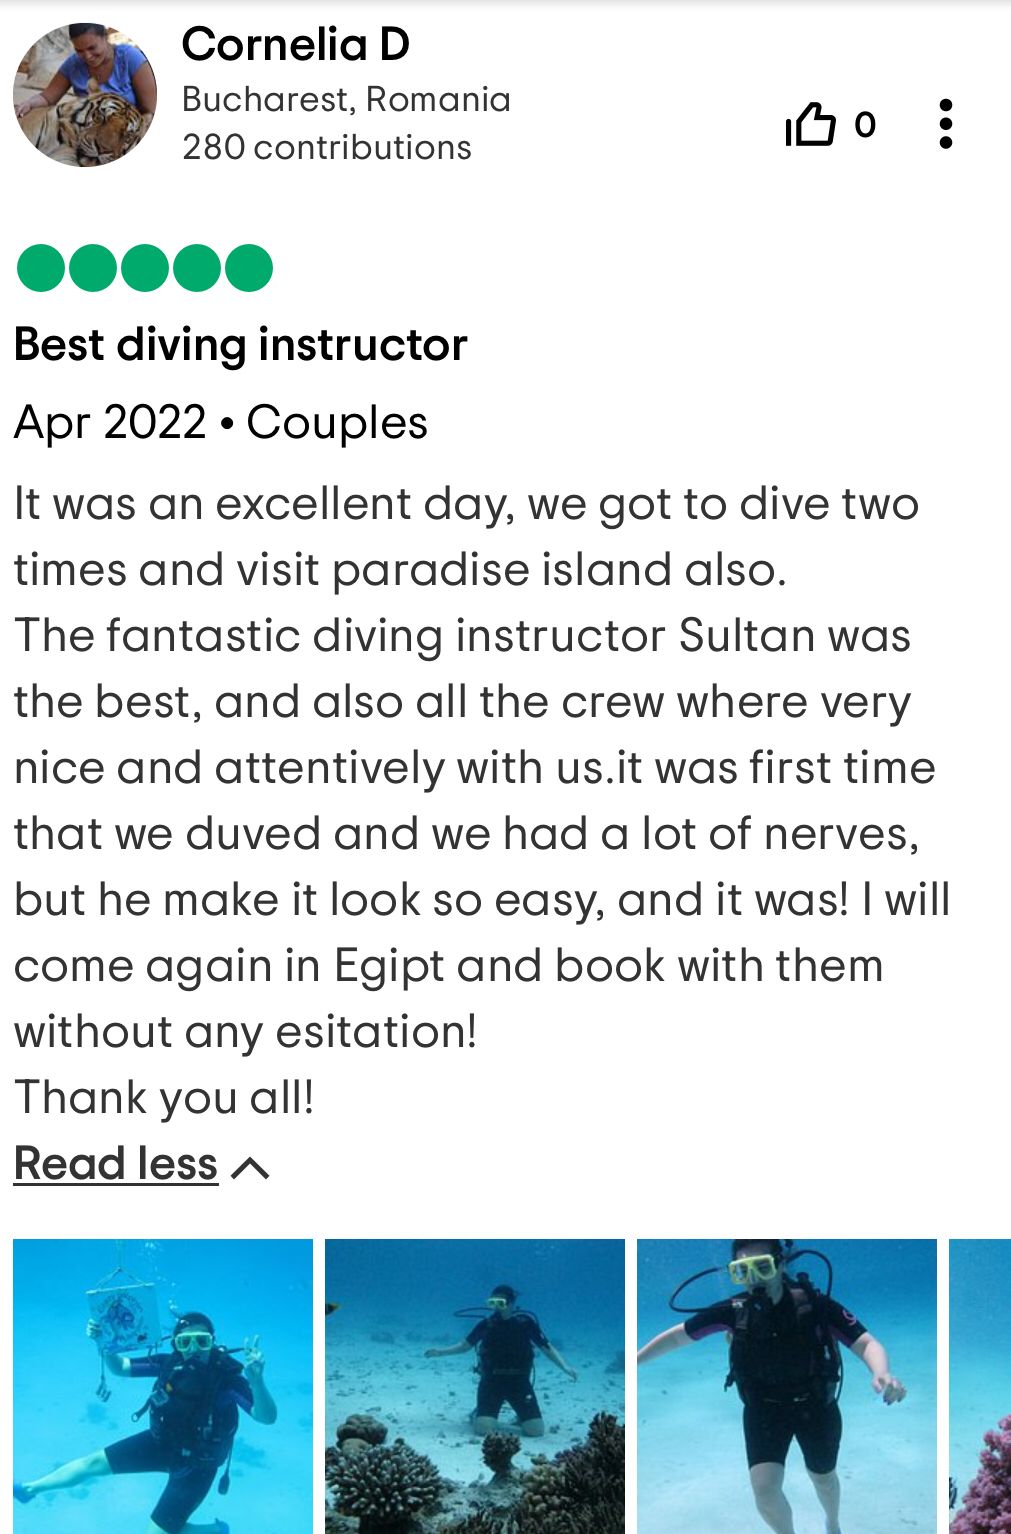 Cornelia D
Bucharest, Romania
280 contributions
0
Best diving instructor
Apr 2022 • Couples
It was an excellent day, we got to dive two
times and visit paradise island also.
The fantastic diving instructor Sultan was
the best, and also all the crew where very
nice and attentively with us.it was first time
that we duved and we had a lot of nerves,
but he make it look so easy, and it was! I will
come again in Egipt and book with them
without any esitation!
Thank you all!
Read less